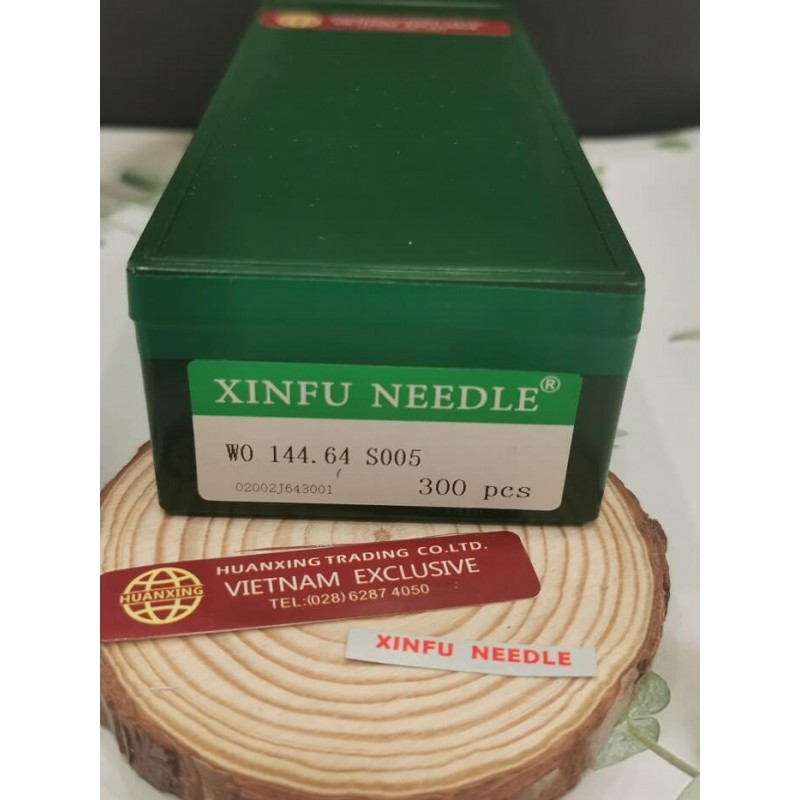 XINFU NEEDLE®
WO 144.64 S005
02002J643001
300 pcs
HUANXING TRADING CO.LTD.
HUANXING
VIETNAM EXCLUSIVE
TEL:(028) 6287 4050
XINFU NEEDLE